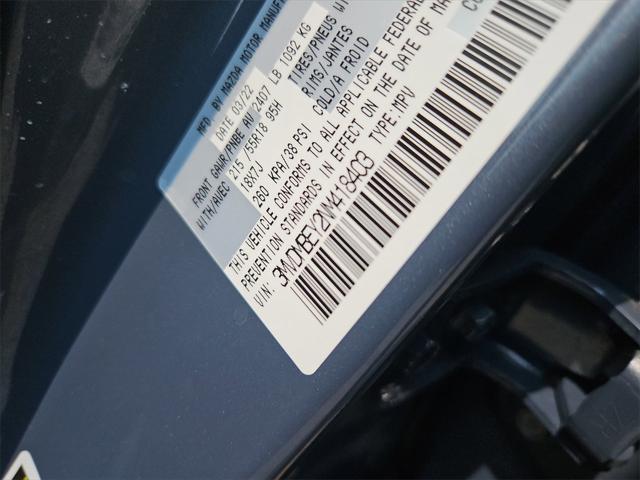 MFD BY MAZDA MOTOR MANUF
DATE 03/22
FRONT GAWR/PNBE AV 2407 LB 1092 KG
WITH/AVEC 215 /55R18 95H TIRES/PNEUS
18X7J RIMS/JANTES
260 KPA/38 PSI COLD/A FROID
THIS VEHICLE CONFORMS TO ALL APPLICABLE FEDERAL
PREVENTION STANDARDS IN EFFECT ON THE DATE OF
VIN: 3MVDMBEY2NM418403 TYPE:MPV